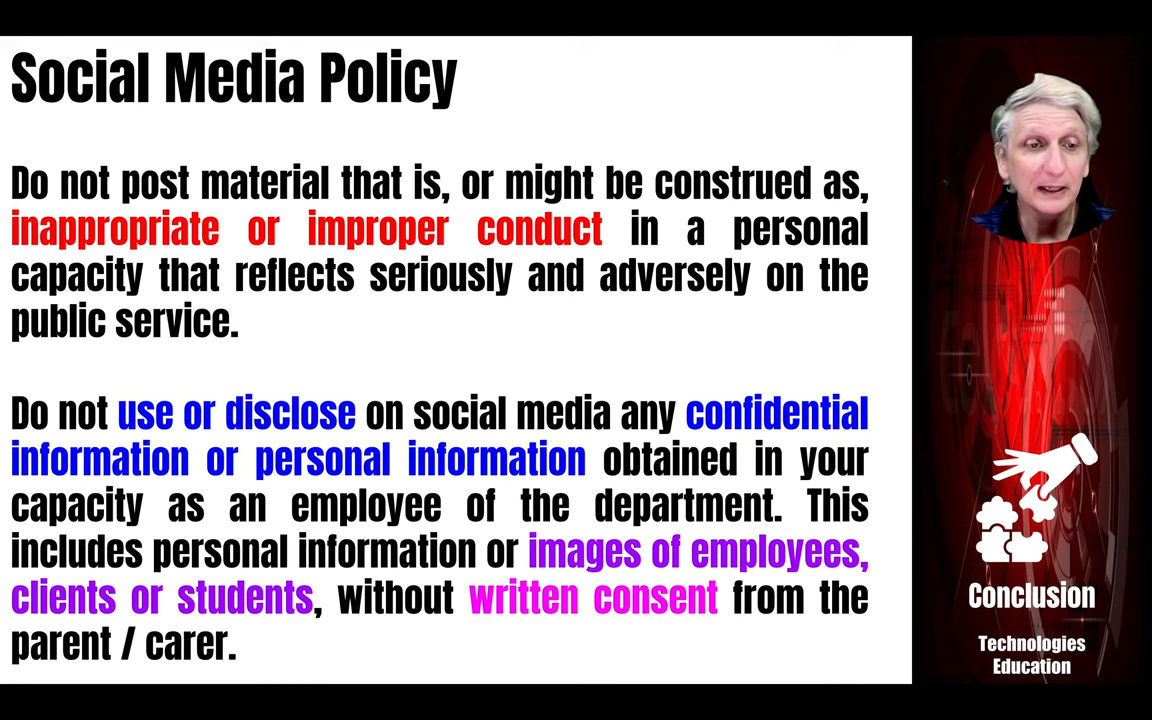 Social Media Policy
Do not post material that is, or might be construed as,
inappropriate or improper conduct in a personal
capacity that reflects seriously and adversely on the
public service.
Do not use or disclose on social media any confidential
information or personal information obtained in your
capacity as an employee of the department. This
includes personal information or images of employees,
clients or students, without written consent from the
parent / carer.
Conclusion
Technologies
Education